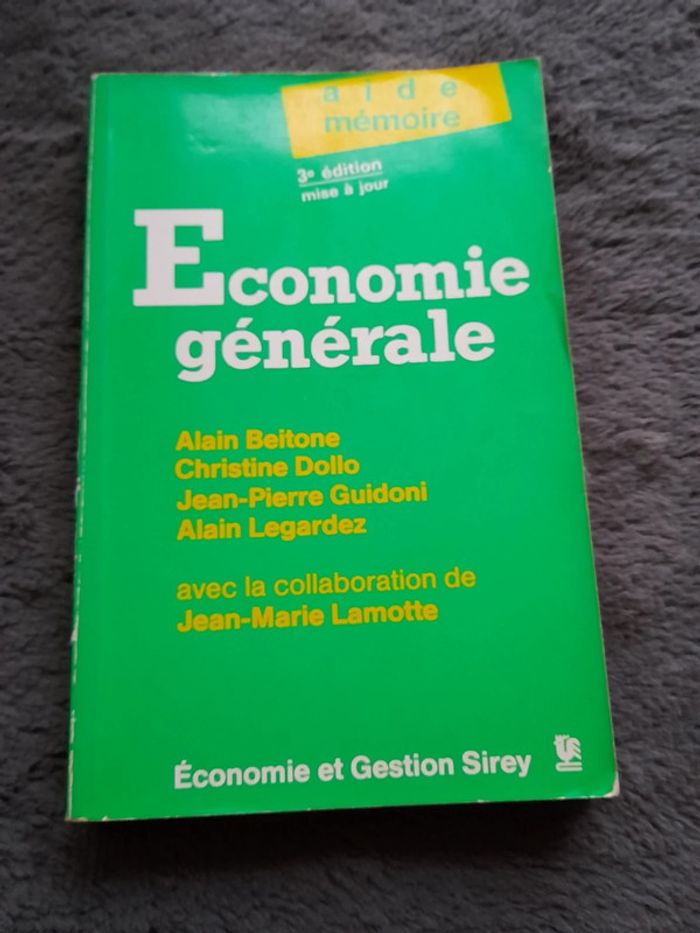 aide
mémoire
3e édition
mise à jour
Economie
générale
Alain Beitone
Christine Dollo
Jean-Pierre Guidoni
Alain Legardez
avec la collaboration de
Jean-Marie Lamotte
Économie et Gestion Sirey